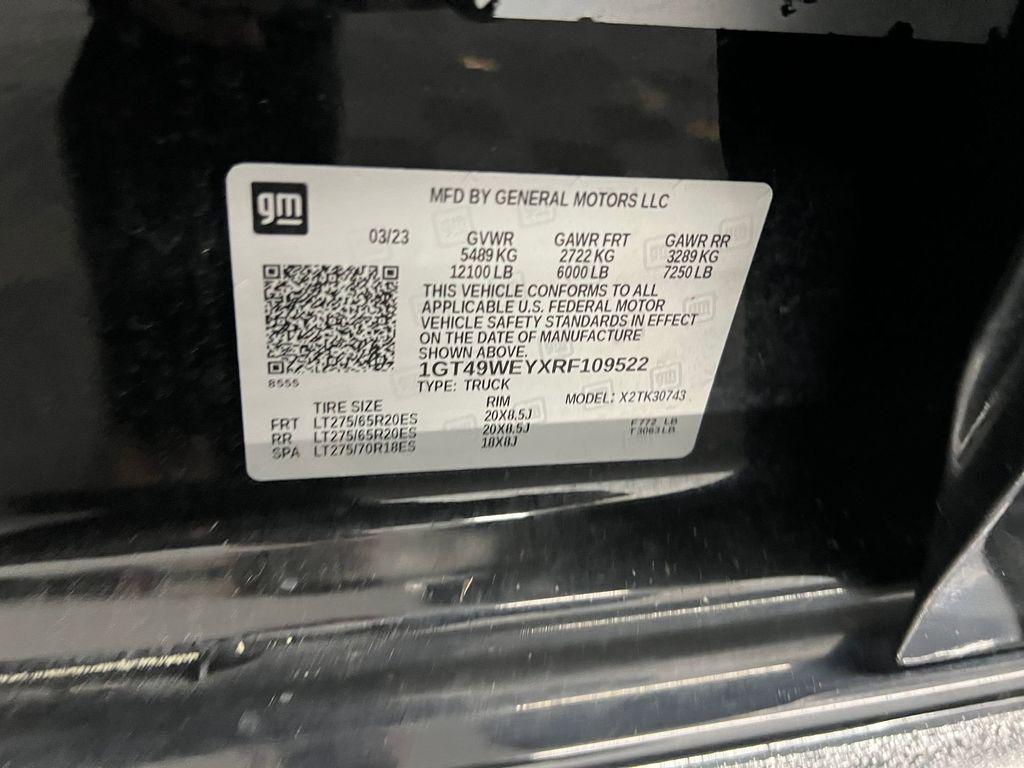 gm
MFD BY GENERAL MOTORS LLC
03/23 GVWR GAWR FRT GAWR RR
5489 KG 2722 KG 3289 KG
12100 LB 6000 LB 7250 LB
THIS VEHICLE CONFORMS TO ALL
APPLICABLE U.S. FEDERAL MOTOR
VEHICLE SAFETY STANDARDS IN EFFECT
ON THE DATE OF MANUFACTURE
SHOWN ABOVE.
1GT49WEYXRF109522
8555
TYPE: TRUCK
MODEL: X2TK30743
TIRE SIZE RIM
FRT LT275/65R20ES 20X8.5J
RR LT275/65R20ES 20X8.5J
SPA LT275/70R18ES 18X8J
F772 LB
T3063LB